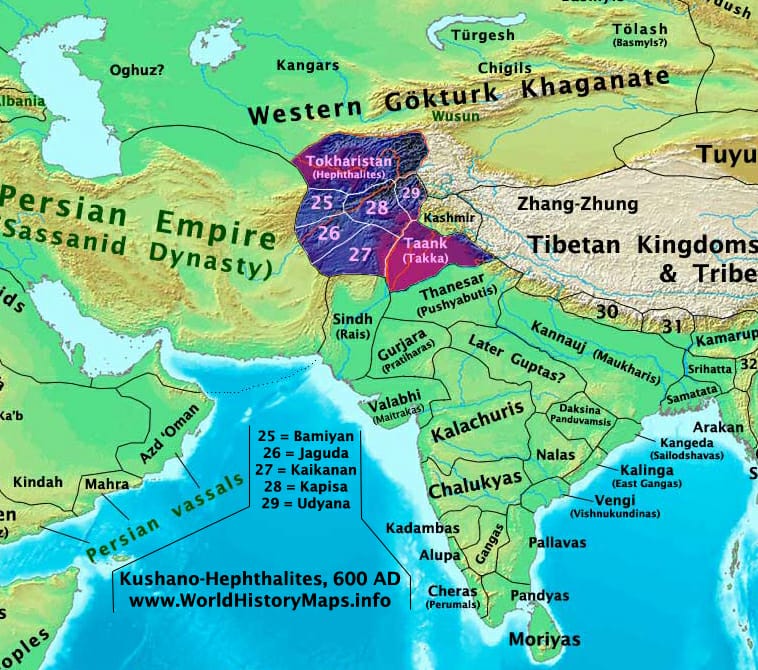 Basmyls?)
dush
Türgesh
Tölash
(Basmyls?)
Oghuz?
Kangars
Chigils
Western Göktürk Khaganate
Albania
Wusun
Tokharistan
(Hephthalites)
Tuyu
25
28
29
Persian Empire
Sassanid Dynasty)
Kashmir
Zhang-Zhung
26
Taank
(Takka)
Tibetan Kingdoms
& Tribe
27
Thanesar
(Pushyabutis)
ids
Sindh
(Rais)
30
31
Gurjara
(Pratiharas)
Later Guptas?
Kannauj (Maukharis)
Kamarup
Srihatta
32
Samatata
Ka'b
Valabhi
(Maitrakas)
Azd 'Oman
Kalachuris
Daksina
Panduvamsis
Arakan
25 = Bamiyan
26 = Jaguda
27 = Kaikanan
28 = Kapisa
29 = Udyana
Kangeda
(Sailodshavas)
Nalas
Kindah
Mahra
Chalukyas
Kalinga
(East Gangas)
S
Persian vassals
Vengi
(Vishnukundinas)
en
z)
Kadambas
Gangas
Pallavas
Alupa
Kushano-Hephthalites, 600 AD
www.WorldHistoryMaps.info
Cheras
(Perumals)
Pandyas
Moriyas
s
oples